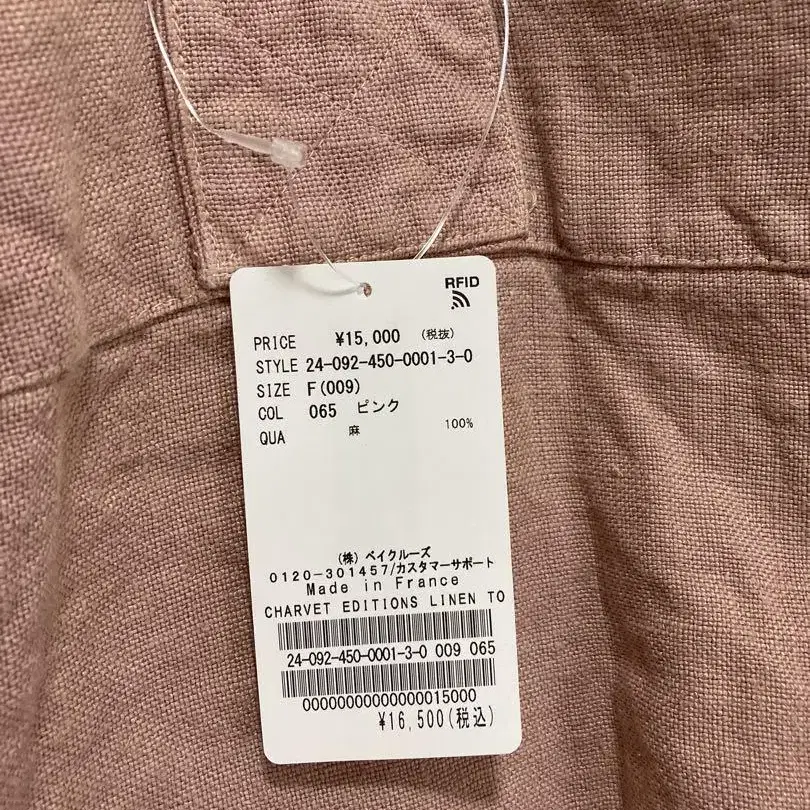 RFID
PRICE ¥15,000 (税抜)
STYLE 24-092-450-0001-3-0
SIZE F(009)
COL 065 ピンク
QUA 麻 100%
(株) ベイクルーズ
0120-301457/カスタマーサポート
Made in France
CHARVET EDITIONS LINEN TO
24-092-450-0001-3-0 009 065
00000000000000015000
¥16,500(税込)